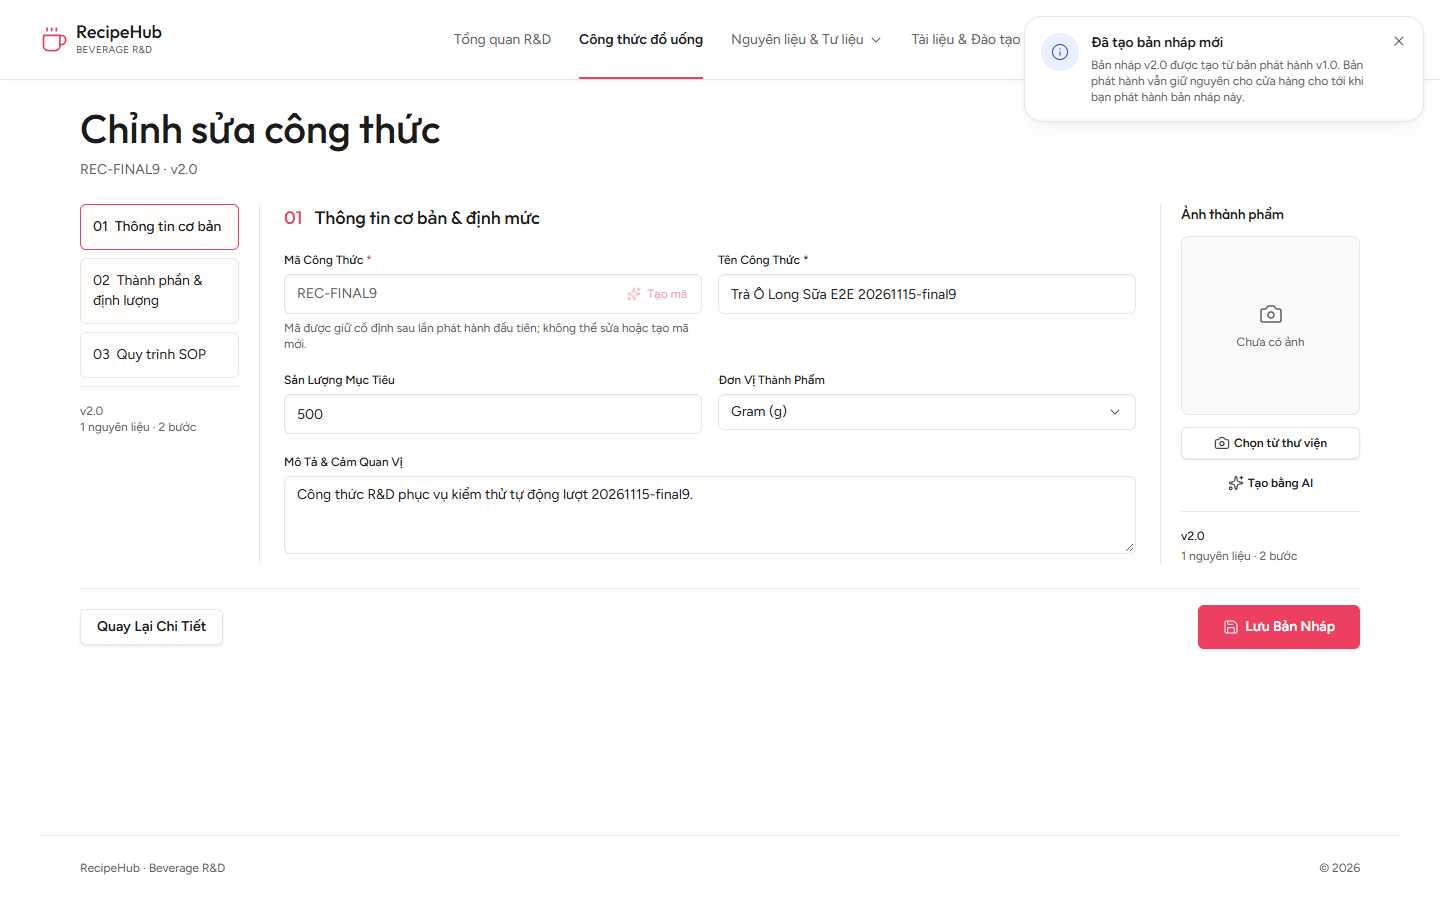 RecipeHub
BEVERAGE R&D
Tổng quan R&D
Công thức đồ uống
Nguyên liệu & Tư liệu
Tài liệu & Đào tạo
Đã tạo bản nháp mới
Bản nháp v2.0 được tạo từ bản phát hành v1.0. Bản
phát hành vẫn giữ nguyên cho cửa hàng cho tới khi
bạn phát hành bản nháp này.
Chỉnh sửa công thức
REC-FINAL9 · v2.0
01 Thông tin cơ bản
02 Thành phần &
định lượng
03 Quy trình SOP
v2.0
1 nguyên liệu · 2 bước
01 Thông tin cơ bản & định mức
Mã Công Thức *
REC-FINAL9
Tạo mã
Mã được giữ cố định sau lần phát hành đầu tiên; không thể sửa hoặc tạo mã
mới.
Tên Công Thức *
Trà Ô Long Sữa E2E 20261115-final9
Sản Lượng Mục Tiêu
500
Đơn Vị Thành Phẩm
Gram (g)
Mô Tả & Cảm Quan Vị
Công thức R&D phục vụ kiểm thử tự động lượt 20261115-final9.
Ảnh thành phẩm
Chưa có ảnh
Chọn từ thư viện
Tạo bằng AI
v2.0
1 nguyên liệu · 2 bước
Quay Lại Chi Tiết
Lưu Bản Nháp
RecipeHub · Beverage R&D
© 2026